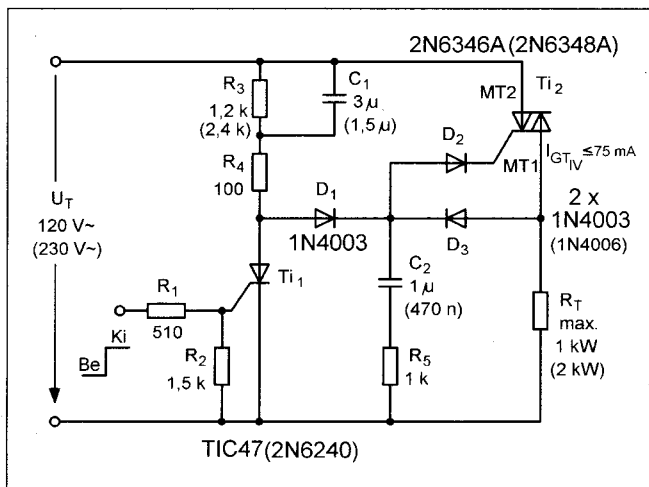 2N6346A (2N6348A)
R3
1,2 k
(2,4 k)
C1
3 µ
(1,5 µ)
MT2
Ti2
D2
MT1
IGT IV ≤75 mA
R4
100
UT
120 V~
(230 V~)
D1
1N4003
2 x
1N4003
(1N4006)
D3
Ti1
C2
1 µ
(470 n)
R1
510
RT
max.
1 kW
(2 kW)
Ki
Be
R2
1,5 k
R5
1 k
TIC47 (2N6240)